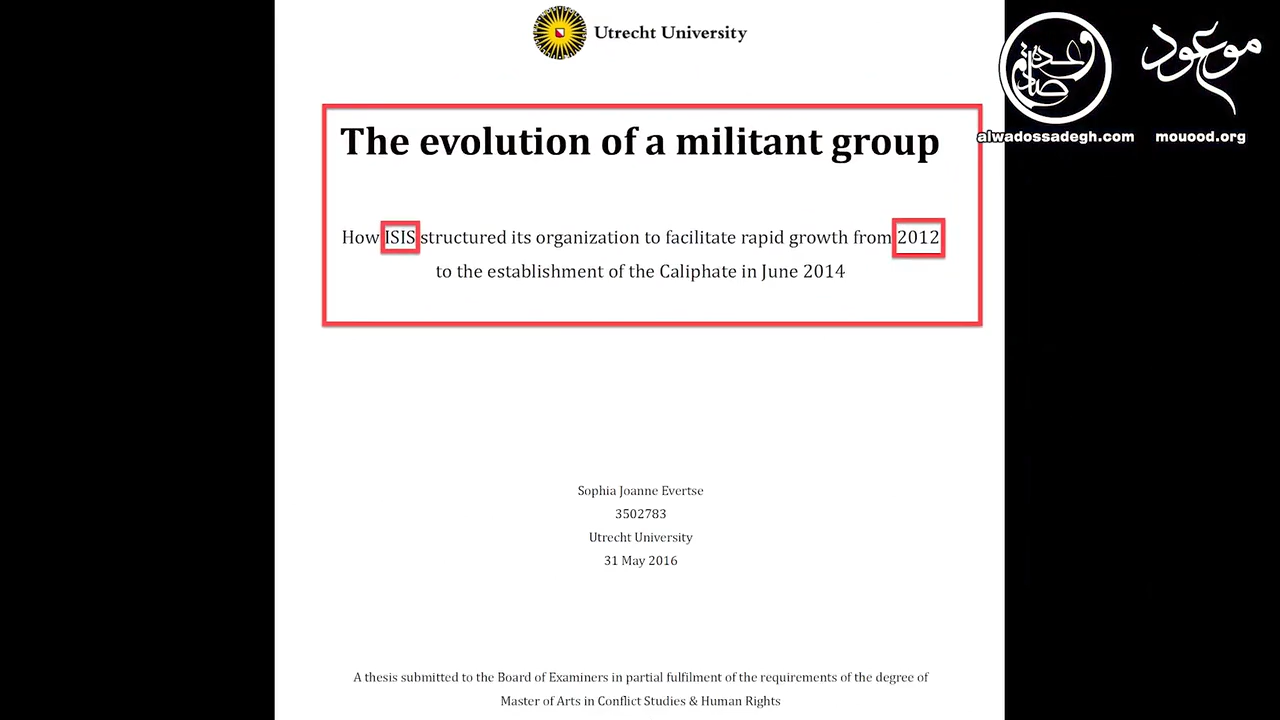 Utrecht University
وعده صادق
موعود
alwadossadegh.com
mouood.org
The evolution of a militant group
How ISIS structured its organization to facilitate rapid growth from 2012
to the establishment of the Caliphate in June 2014
Sophia Joanne Evertse
3502783
Utrecht University
31 May 2016
A thesis submitted to the Board of Examiners in partial fulfilment of the requirements of the degree of
Master of Arts in Conflict Studies & Human Rights